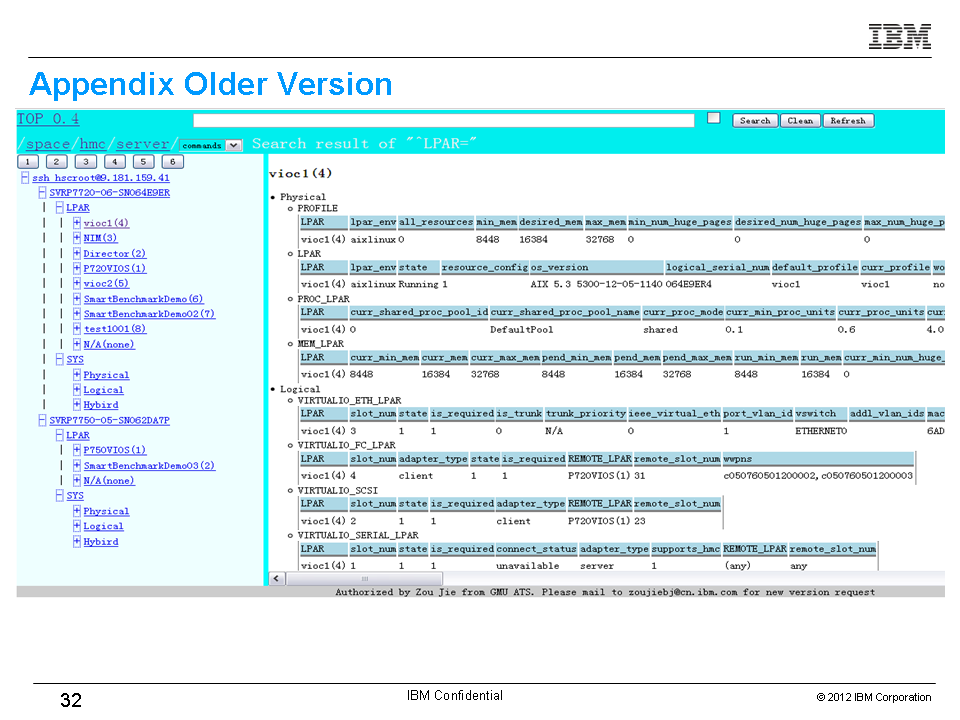 IBM
Appendix Older Version
TOP 0.4
Search Clean Refresh
/space/hmc/server/ commands Search result of "^LPAR="
1 2 3 4 5 6
ssh hscroot@9.181.159.41
SVRP7720-06-SN064E9ER
LPAR
vioc1(4)
NIM(3)
Director(2)
P720VIOS(1)
vioc2(5)
SmartBenchmarkDemo(6)
SmartBenchmarkDemo02(7)
test1001(8)
N/A(none)
SYS
Physical
Logical
Hybird
SVRP7750-05-SN062DA7P
LPAR
P750VIOS(1)
SmartBenchmarkDemo03(2)
N/A(none)
SYS
Physical
Logical
Hybird
vioc1(4)
Physical
PROFILE
LPAR lpar_env all_resources min_mem desired_mem max_mem min_num_huge_pages desired_num_huge_pages max_num_huge_p
vioc1(4) aixlinux 0 8448 16384 32768 0 0 0
LPAR
LPAR lpar_env state resource_config os_version logical_serial_num default_profile curr_profile wo
vioc1(4) aixlinux Running 1 AIX 5.3 5300-12-05-1140 064E9ER4 vioc1 vioc1 no
PROC_LPAR
LPAR curr_shared_proc_pool_id curr_shared_proc_pool_name curr_proc_mode curr_min_proc_units curr_proc_units cur
vioc1(4) 0 DefaultPool shared 0.1 0.6 4.0
MEM_LPAR
LPAR curr_min_mem curr_mem curr_max_mem pend_min_mem pend_mem pend_max_mem run_min_mem run_mem curr_min_num_huge_
vioc1(4) 8448 16384 32768 8448 16384 32768 8448 16384 0
Logical
VIRTUALIO_ETH_LPAR
LPAR slot_num state is_required is_trunk trunk_priority ieee_virtual_eth port_vlan_id vswitch addl_vlan_ids mac
vioc1(4) 3 1 1 0 N/A 0 1 ETHERNET0 6AD
VIRTUALIO_FC_LPAR
LPAR slot_num adapter_type state is_required REMOTE_LPAR remote_slot_num wwpns
vioc1(4) 4 client 1 1 P720VIOS(1) 31 c050760501200002,c050760501200003
VIRTUALIO_SCSI
LPAR slot_num state is_required adapter_type REMOTE_LPAR remote_slot_num
vioc1(4) 2 1 1 client P720VIOS(1) 23
VIRTUALIO_SERIAL_LPAR
LPAR slot_num state is_required connect_status adapter_type supports_hmc REMOTE_LPAR remote_slot_num
vioc1(4) 1 1 1 unavailable server 1 (any) any
Authorized by Zou Jie from GMU ATS. Please mail to zoujiebj@cn.ibm.com for new version request
32
IBM Confidential
© 2012 IBM Corporation